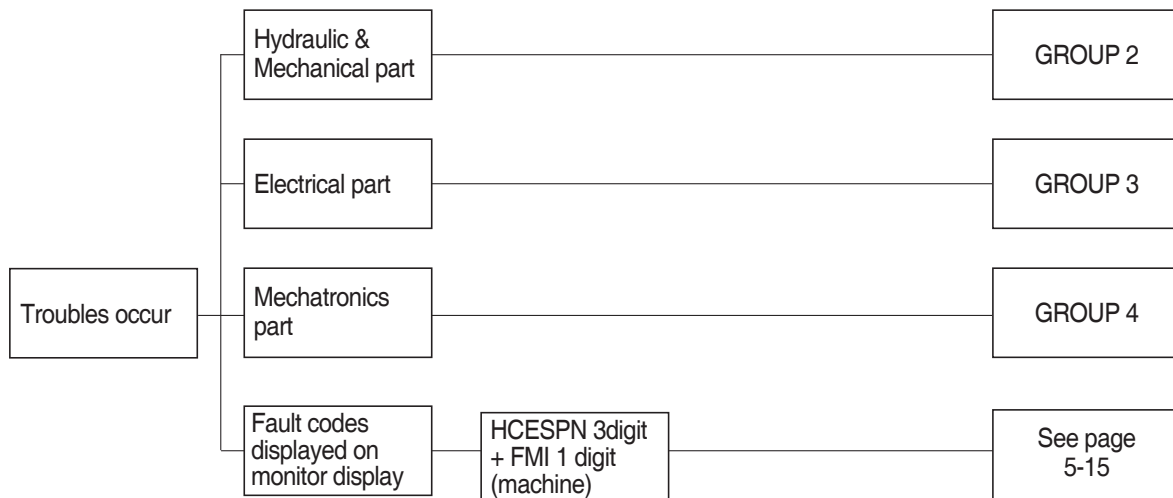 Hydraulic &
Mechanical part
GROUP 2
Electrical part
GROUP 3
Troubles occur
Mechatronics
part
GROUP 4
Fault codes
displayed on
monitor display
HCESPN 3digit
+ FMI 1 digit
(machine)
See page
5-15